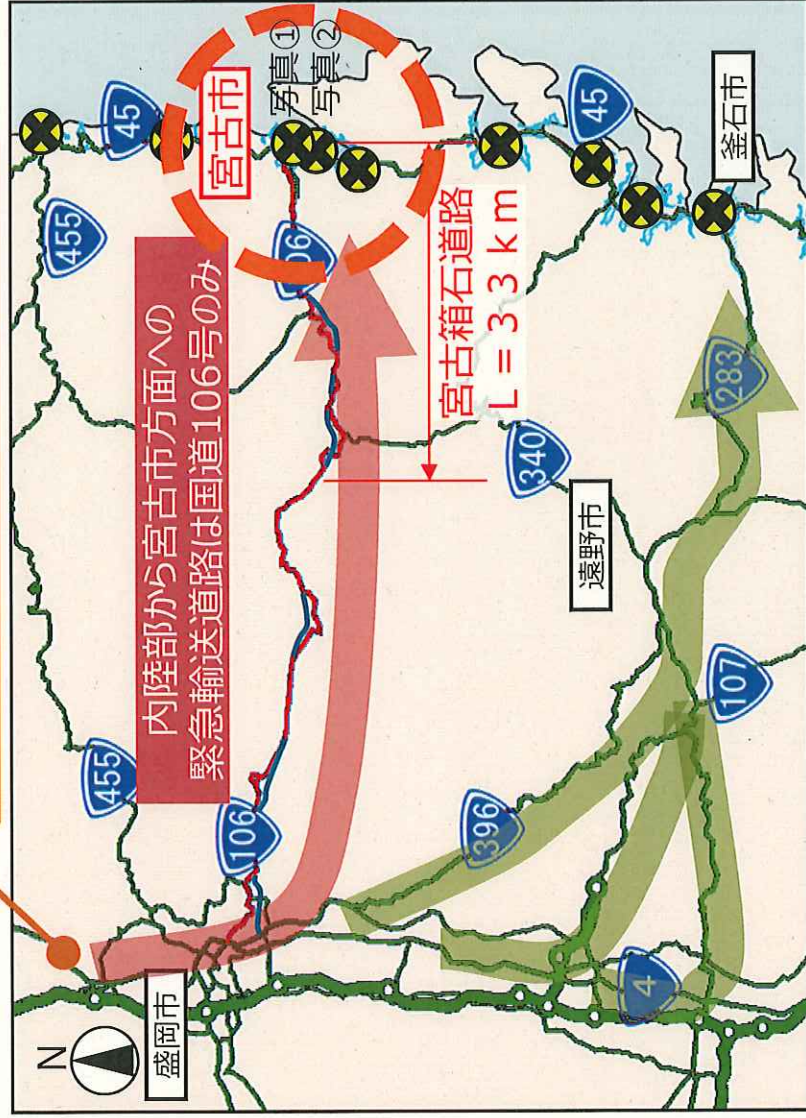 N
盛岡市
455
455
45
宮古市
写真①
写真②
内陸部から宮古市方面への
緊急輸送道路は国道106号のみ
106
106
宮古箱石道路
L=33km
45
396
340
遠野市
283
釜石市
4
107